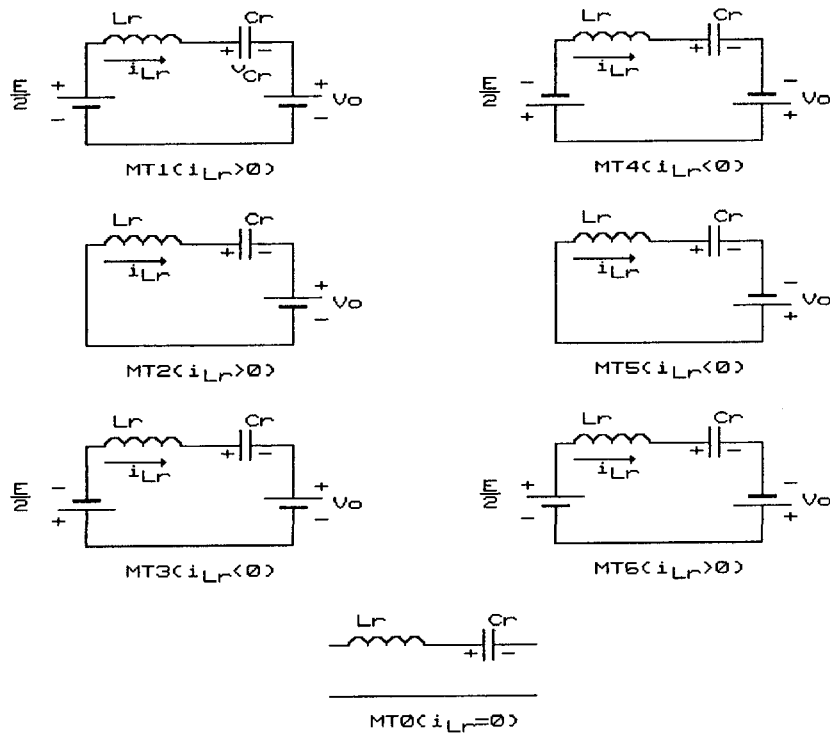 Lr Cr
+ -
iLr
vCr
E/2 + -
+ - Vo
MT1(iLr>0)
Lr Cr
+ -
iLr
E/2 - +
- + Vo
MT4(iLr<0)
Lr Cr
+ -
iLr
+ - Vo
MT2(iLr>0)
Lr Cr
+ -
iLr
- + Vo
MT5(iLr<0)
Lr Cr
+ -
iLr
E/2 - +
+ - Vo
MT3(iLr<0)
Lr Cr
+ -
iLr
E/2 + -
- + Vo
MT6(iLr>0)
Lr Cr
+ -
MT0(iLr=0)